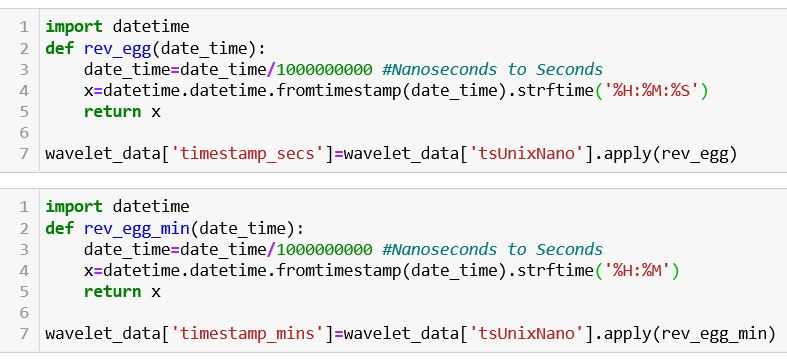 1 import datetime
2 def rev_egg(date_time):
3     date_time=date_time/1000000000 #Nanoseconds to Seconds
4     x=datetime.datetime.fromtimestamp(date_time).strftime('%H:%M:%S')
5     return x
6
7 wavelet_data['timestamp_secs']=wavelet_data['tsUnixNano'].apply(rev_egg)
1 import datetime
2 def rev_egg_min(date_time):
3     date_time=date_time/1000000000 #Nanoseconds to Seconds
4     x=datetime.datetime.fromtimestamp(date_time).strftime('%H:%M')
5     return x
6
7 wavelet_data['timestamp_mins']=wavelet_data['tsUnixNano'].apply(rev_egg_min)